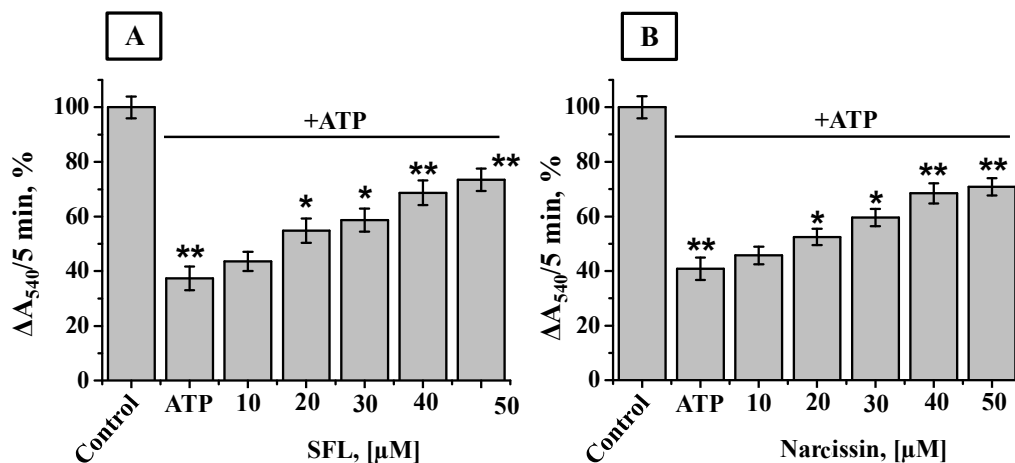 A
ΔA540/5 min, %
100
80
60
40
20
0
+ATP
**
*
*
**
**
Control
ATP
10
20
30
40
50
SFL, [μM]
B
ΔA540/5 min, %
100
80
60
40
20
0
+ATP
**
*
*
**
**
Control
ATP
10
20
30
40
50
Narcissin, [μM]